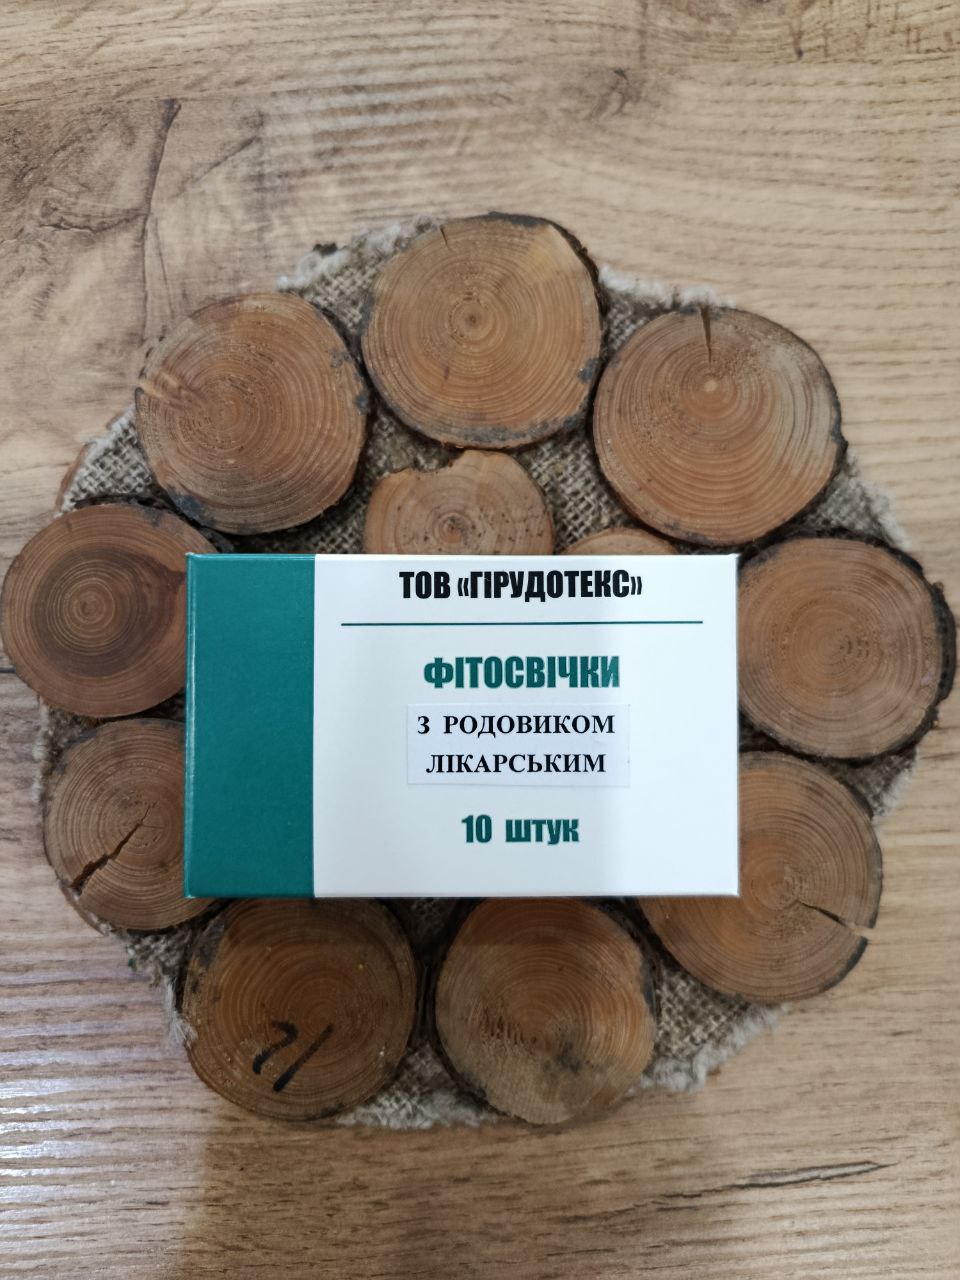 ТОВ «ГІРУДОТЕКС»
ФІТОСВІЧКИ
З РОДОВИКОМ
ЛІКАРСЬКИМ
10 штук